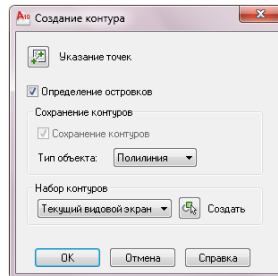 Создание контура
Указание точек
Определение островков
Сохранение контуров
Сохранение контуров
Тип объекта: Полилиния
Набор контуров
Текущий видовой экран Создать
OK Отмена Справка